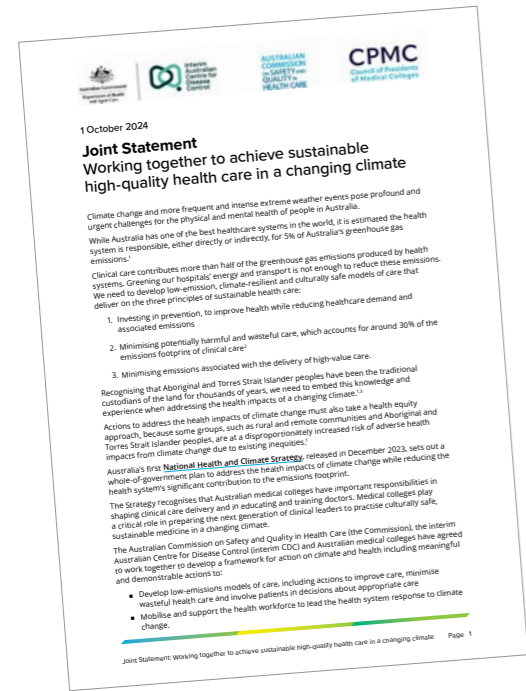 Australian Government
Department of Health
and Aged Care
Interim
Australian
Centre for
Disease
Control
AUSTRALIAN
COMMISSION
ON SAFETY AND
QUALITY IN
HEALTH CARE
CPMC
Council of Presidents
of Medical Colleges
1 October 2024
Joint Statement
Working together to achieve sustainable
high-quality health care in a changing climate
Climate change and more frequent and intense extreme weather events pose profound and
urgent challenges for the physical and mental health of people in Australia.
While Australia has one of the best healthcare systems in the world, it is estimated the health
system is responsible, either directly or indirectly, for 5% of Australia's greenhouse gas
emissions.¹
Clinical care contributes more than half of the greenhouse gas emissions produced by health
systems. Greening our hospitals' energy and transport is not enough to reduce these emissions.
We need to develop low-emission, climate-resilient and culturally safe models of care that
deliver on the three principles of sustainable health care:
1. Investing in prevention, to improve health while reducing healthcare demand and
associated emissions
2. Minimising potentially harmful and wasteful care, which accounts for around 30% of the
emissions footprint of clinical care²
3. Minimising emissions associated with the delivery of high-value care.
Recognising that Aboriginal and Torres Strait Islander peoples have been the traditional
custodians of the land for thousands of years, we need to embed this knowledge and
experience when addressing the health impacts of a changing climate.¹,³
Actions to address the health impacts of climate change must also take a health equity
approach, because some groups, such as rural and remote communities and Aboriginal and
Torres Strait Islander peoples, are at a disproportionately increased risk of adverse health
impacts from climate change due to existing inequities.¹
Australia's first National Health and Climate Strategy, released in December 2023, sets out a
whole-of-government plan to address the health impacts of climate change while reducing the
health system's significant contribution to the emissions footprint.
The Strategy recognises that Australian medical colleges have important responsibilities in
shaping clinical care delivery and in educating and training doctors. Medical colleges play
a critical role in preparing the next generation of clinical leaders to practise culturally safe,
sustainable medicine in a changing climate.
The Australian Commission on Safety and Quality in Health Care (the Commission), the interim
Australian Centre for Disease Control (interim CDC) and Australian medical colleges have agreed
to work together to develop a framework for action on climate and health including meaningful
and demonstrable actions to:
▪ Develop low-emissions models of care, including actions to improve care, minimise
wasteful health care and involve patients in decisions about appropriate care
▪ Mobilise and support the health workforce to lead the health system response to climate
change.
Joint Statement: Working together to achieve sustainable high-quality health care in a changing climate Page 1